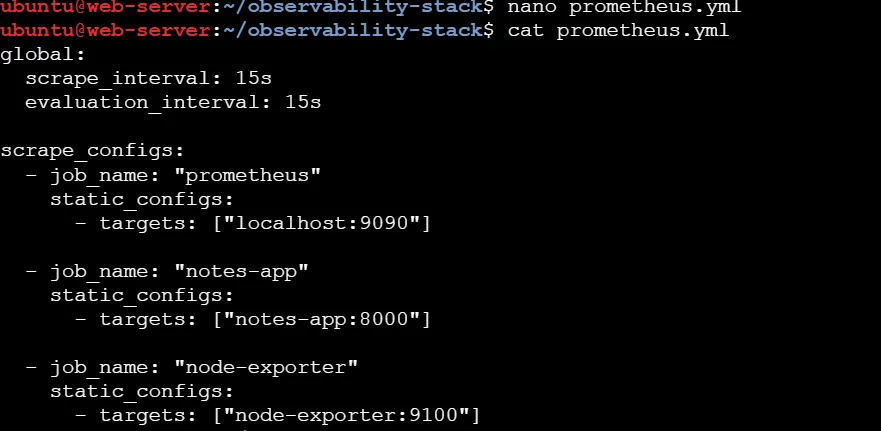 ubuntu@web-server:~/observability-stack$ nano prometheus.yml
ubuntu@web-server:~/observability-stack$ cat prometheus.yml
global:
  scrape_interval: 15s
  evaluation_interval: 15s

scrape_configs:
  - job_name: "prometheus"
    static_configs:
      - targets: ["localhost:9090"]

  - job_name: "notes-app"
    static_configs:
      - targets: ["notes-app:8000"]

  - job_name: "node-exporter"
    static_configs:
      - targets: ["node-exporter:9100"]